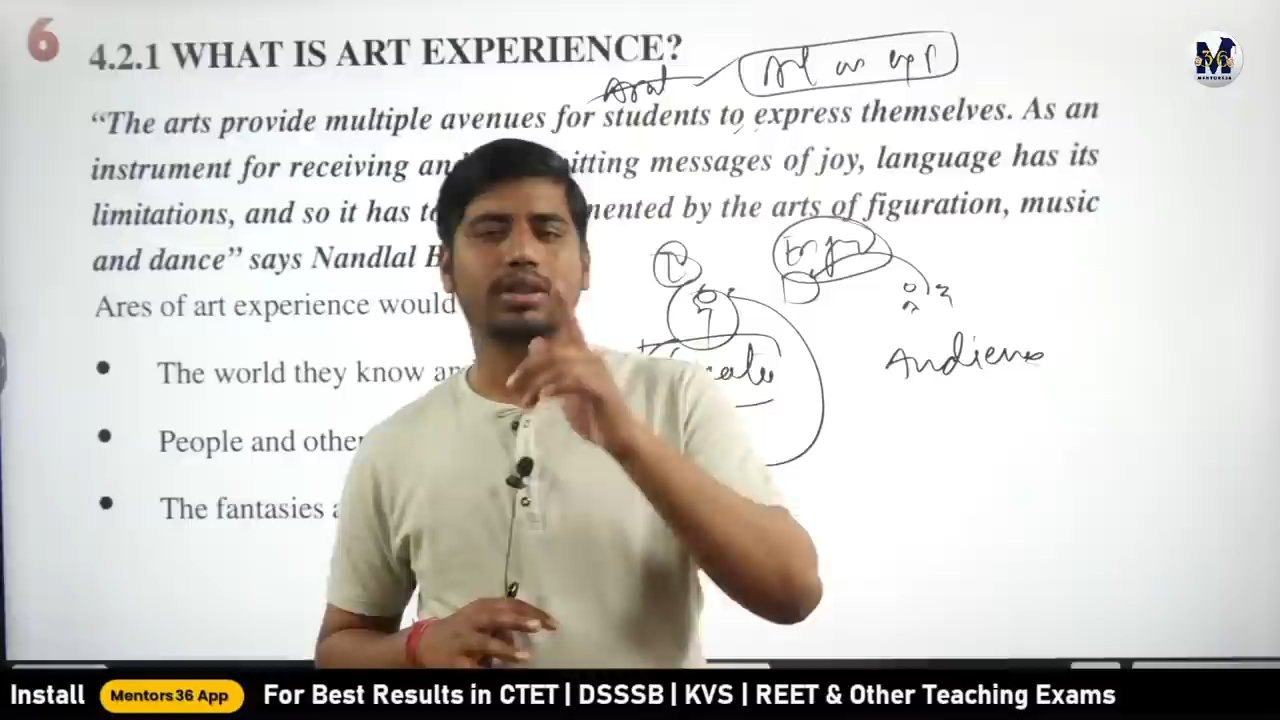 6
4.2.1 WHAT IS ART EXPERIENCE?
“The arts provide multiple avenues for students to express themselves. As an
instrument for receiving and itting messages of joy, language has its
limitations, and so it has to mented by the arts of figuration, music
and dance” says Nandlal B
Ares of art experience would
• The world they know an
• People and other
• The fantasies a
Art as exp
Audience
M
36
MENTORS36
Install Mentors36 App For Best Results in CTET | DSSSB | KVS | REET & Other Teaching Exams